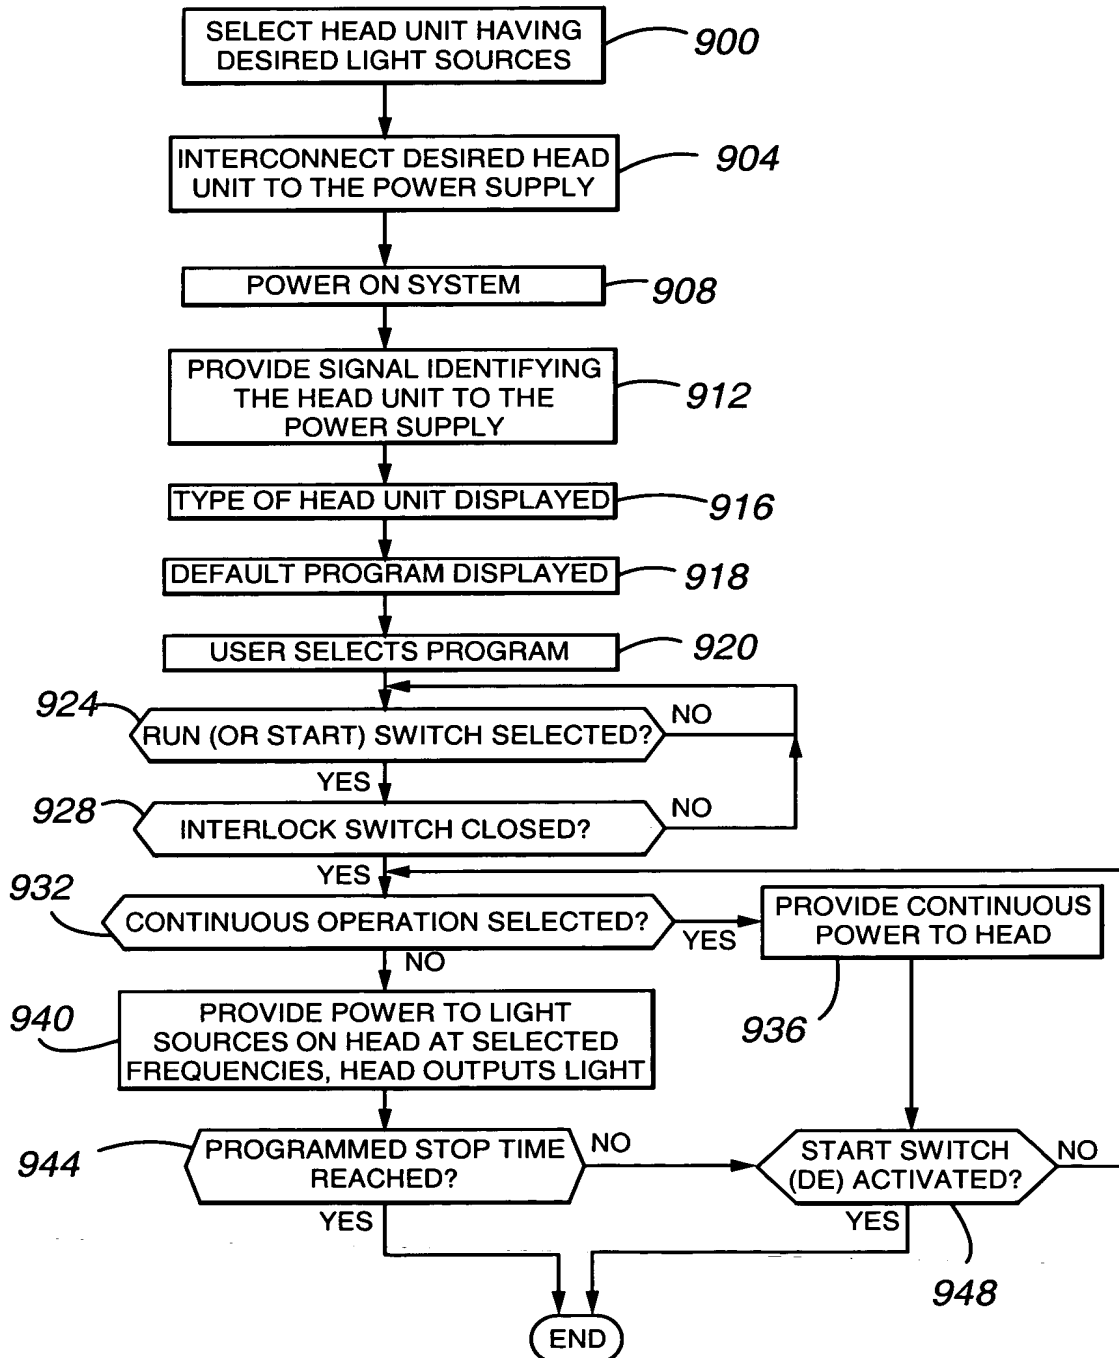 SELECT HEAD UNIT HAVING
DESIRED LIGHT SOURCES
900
INTERCONNECT DESIRED HEAD
UNIT TO THE POWER SUPPLY
904
POWER ON SYSTEM
908
PROVIDE SIGNAL IDENTIFYING
THE HEAD UNIT TO THE
POWER SUPPLY
912
TYPE OF HEAD UNIT DISPLAYED
916
DEFAULT PROGRAM DISPLAYED
918
USER SELECTS PROGRAM
920
924
RUN (OR START) SWITCH SELECTED?
NO
YES
928
INTERLOCK SWITCH CLOSED?
NO
YES
932
CONTINUOUS OPERATION SELECTED?
YES
PROVIDE CONTINUOUS
POWER TO HEAD
936
NO
940
PROVIDE POWER TO LIGHT
SOURCES ON HEAD AT SELECTED
FREQUENCIES, HEAD OUTPUTS LIGHT
944
PROGRAMMED STOP TIME
REACHED?
NO
START SWITCH
(DE) ACTIVATED?
NO
YES
YES
948
END